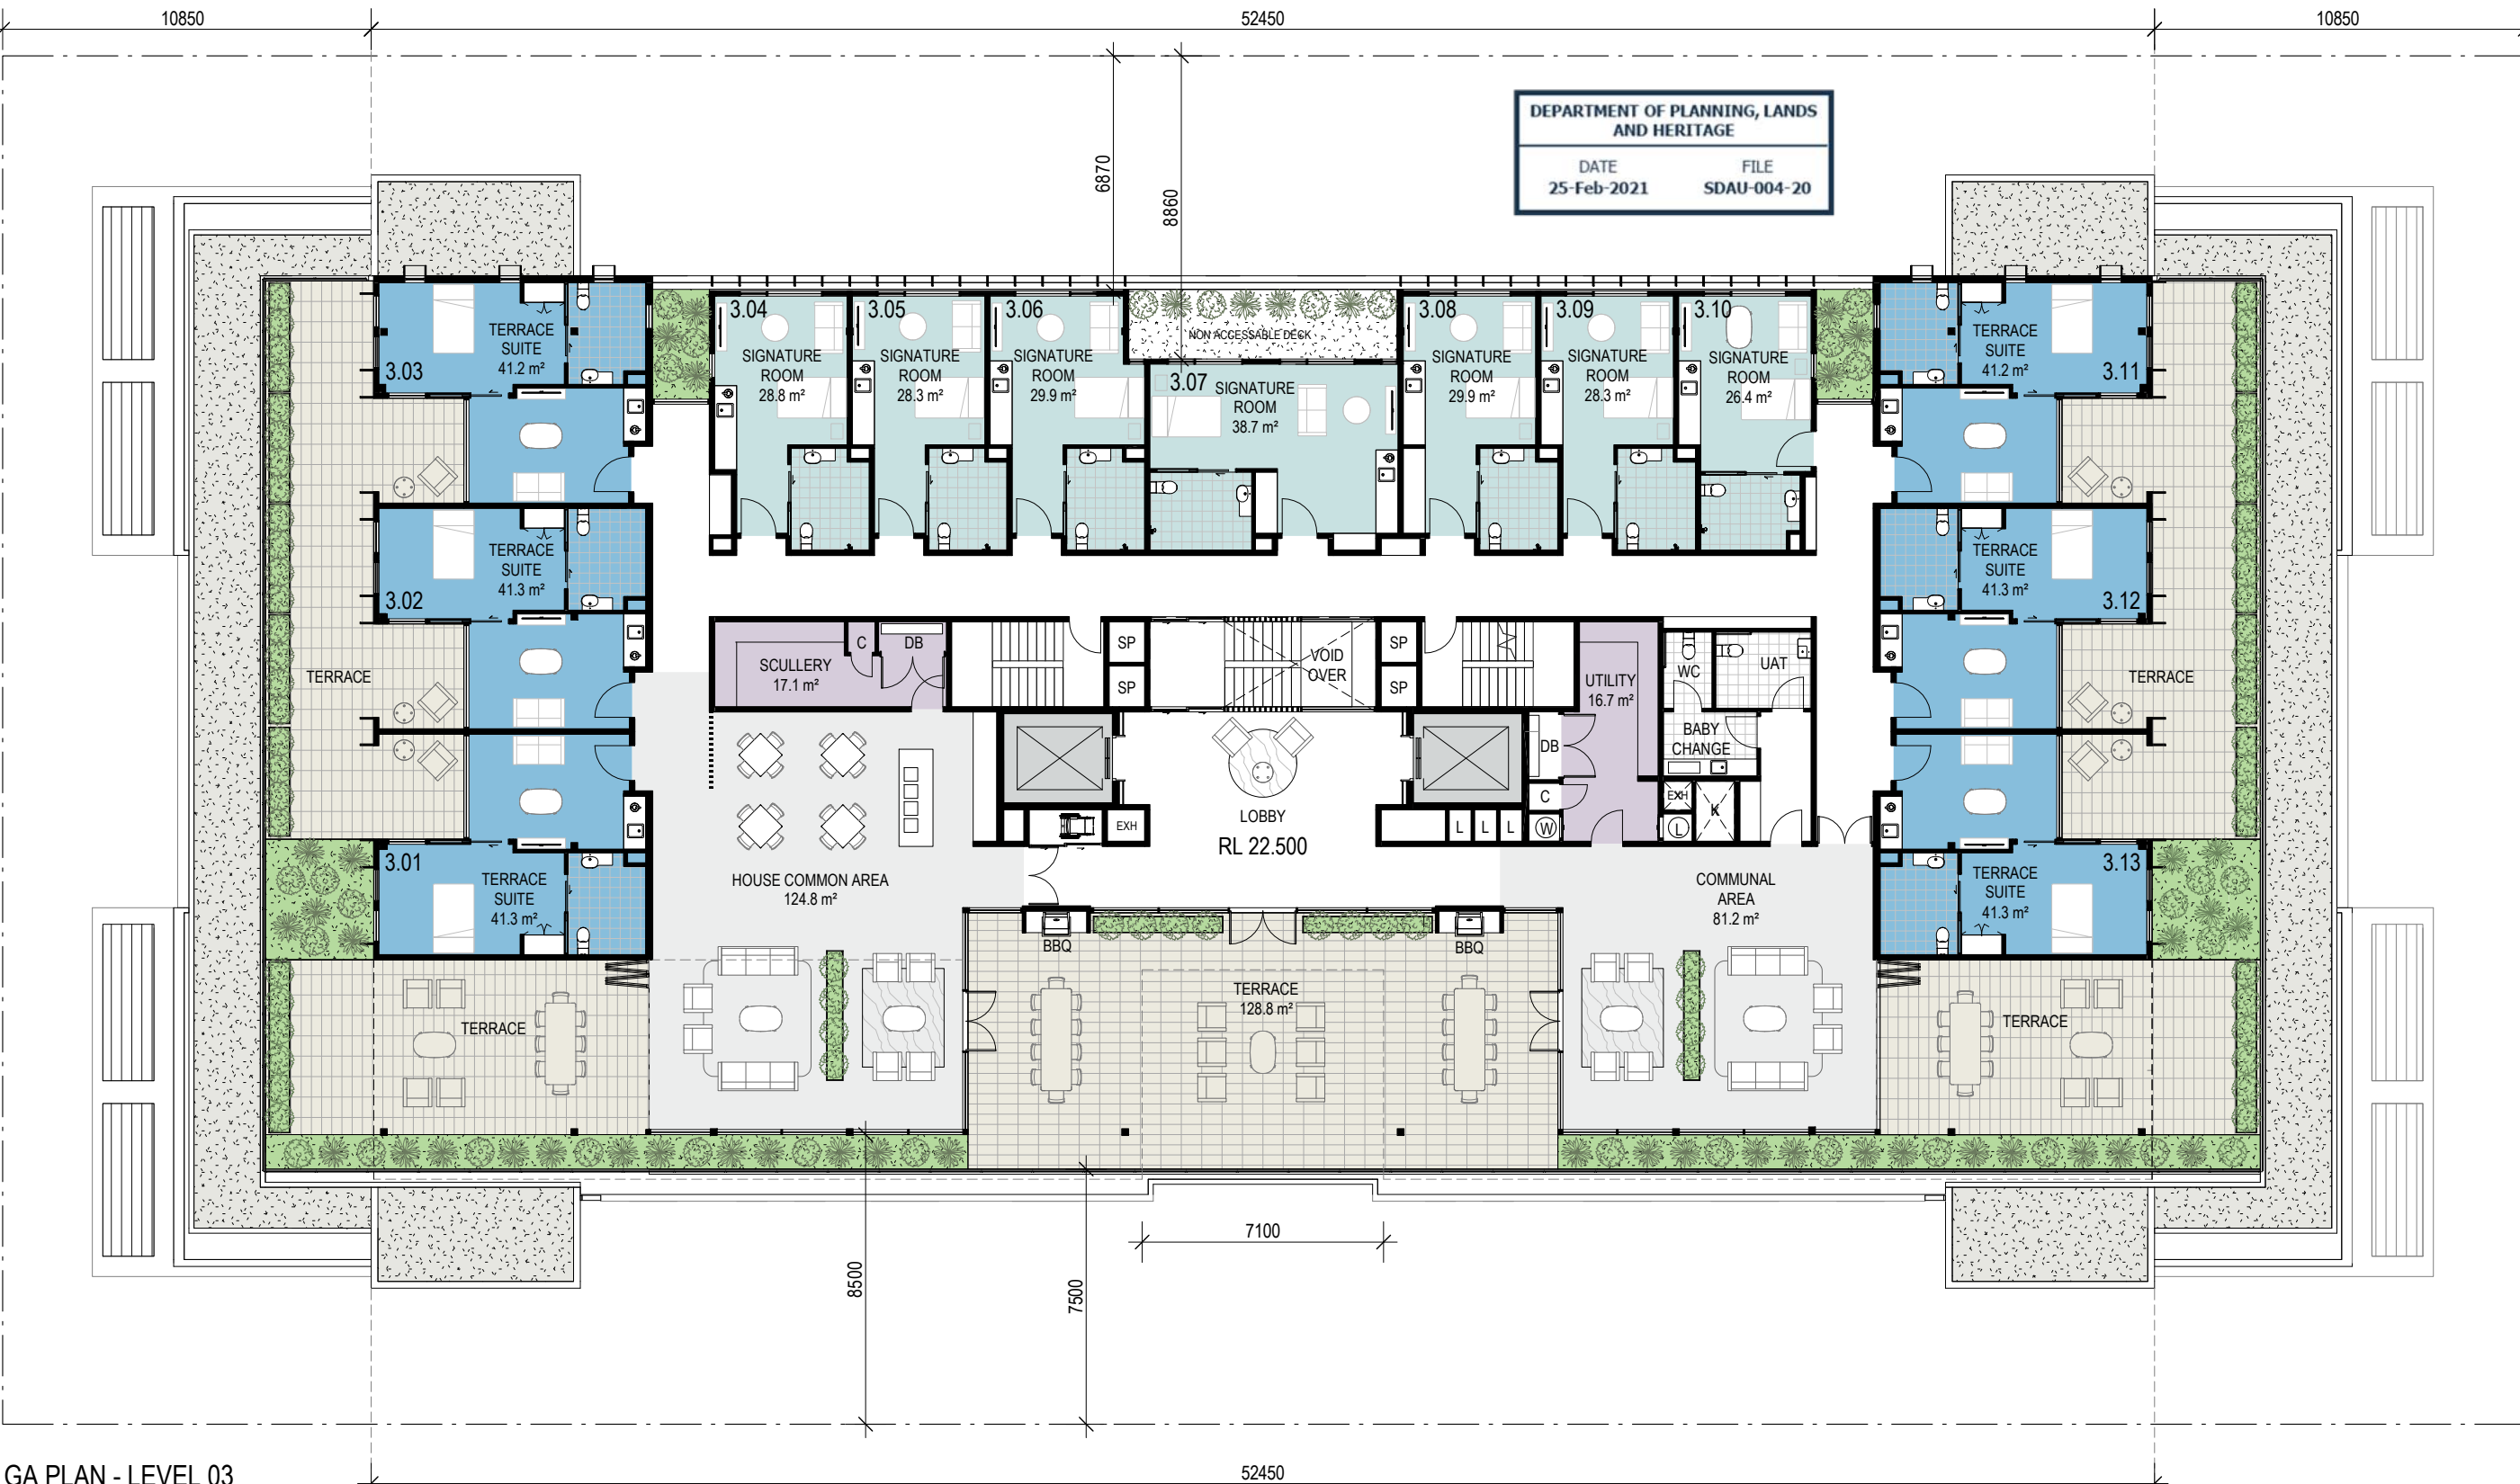 10850
52450
10850
6870
8860
DEPARTMENT OF PLANNING, LANDS
AND HERITAGE
DATE
FILE
25-Feb-2021
SDAU-004-20
3.03
TERRACE
SUITE
41.2 m²
3.04
SIGNATURE
ROOM
28.8 m²
3.05
SIGNATURE
ROOM
28.3 m²
3.06
SIGNATURE
ROOM
29.9 m²
NON ACCESSABLE DECK
3.07
SIGNATURE
ROOM
38.7 m²
3.08
SIGNATURE
ROOM
29.9 m²
3.09
SIGNATURE
ROOM
28.3 m²
3.10
SIGNATURE
ROOM
26.4 m²
TERRACE
SUITE
41.2 m²
3.11
TERRACE
SUITE
41.3 m²
3.02
TERRACE
SUITE
41.3 m²
3.12
TERRACE
SCULLERY
17.1 m²
C
DB
SP
SP
VOID
OVER
SP
SP
UTILITY
16.7 m²
WC
UAT
BABY
CHANGE
TERRACE
DB
C
W
EXH
K
L
L
L
L
EXH
LOBBY
RL 22.500
3.01
TERRACE
SUITE
41.3 m²
HOUSE COMMON AREA
124.8 m²
COMMUNAL
AREA
81.2 m²
3.13
TERRACE
SUITE
41.3 m²
BBQ
BBQ
TERRACE
TERRACE
128.8 m²
TERRACE
7100
8500
7500
GA PLAN - LEVEL 03
52450